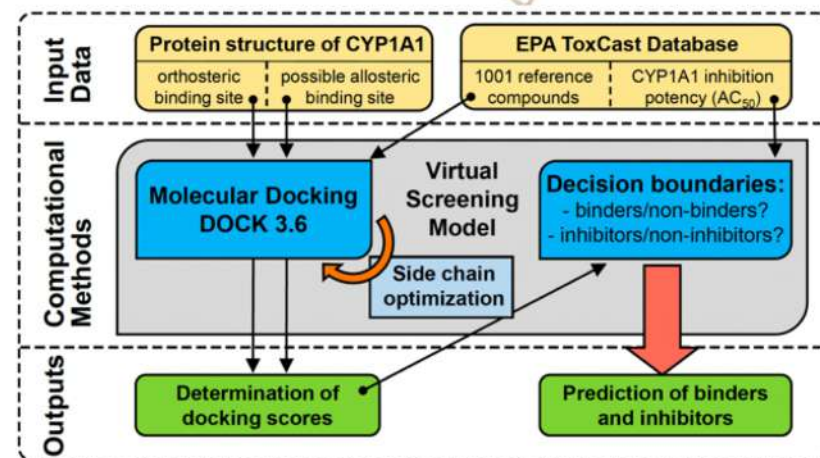 Input
Data
Protein structure of CYP1A1
orthosteric
binding site
possible allosteric
binding site
EPA ToxCast Database
1001 reference
compounds
CYP1A1 inhibition
potency (AC50)
Computational
Methods
Molecular Docking
DOCK 3.6
Virtual
Screening
Model
Side chain
optimization
Decision boundaries:
- binders/non-binders?
- inhibitors/non-inhibitors?
Outputs
Determination of
docking scores
Prediction of binders
and inhibitors